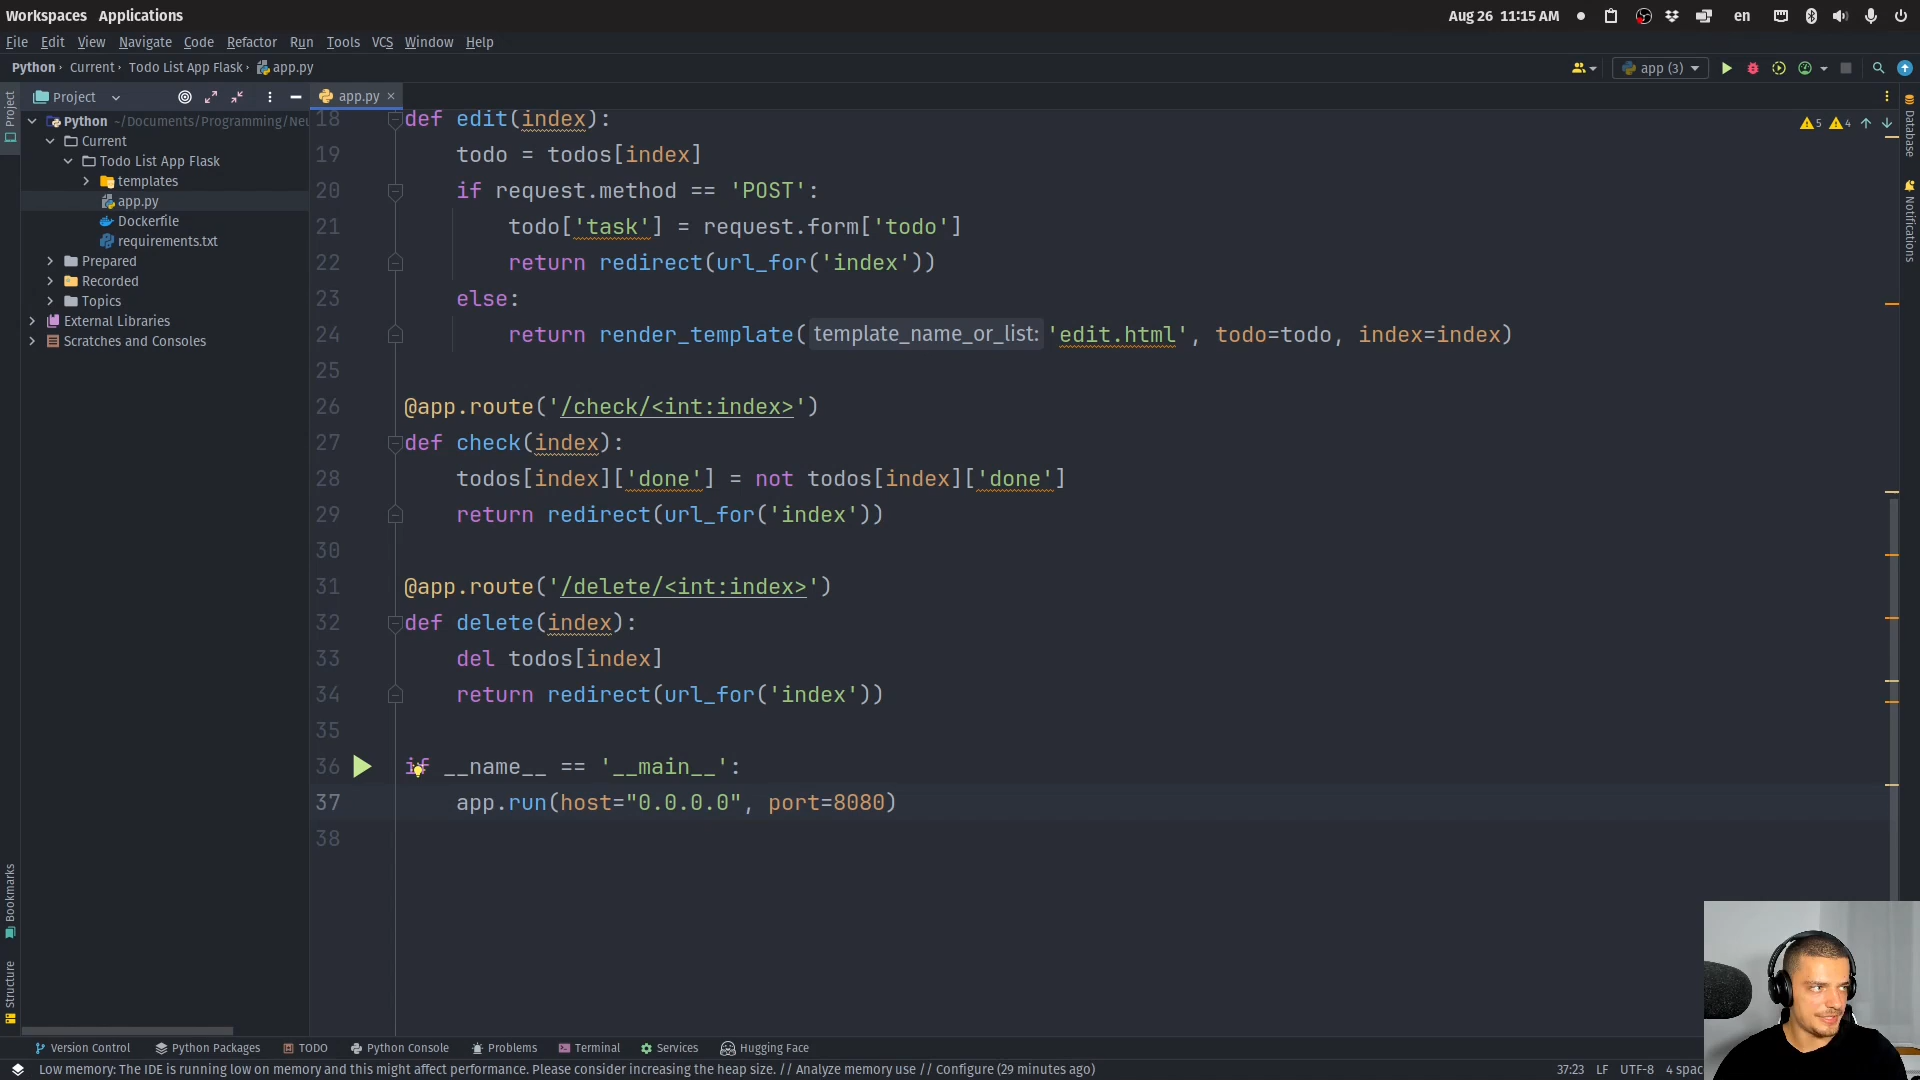 Workspaces Applications Aug 26 11:15 AM en
File Edit View Navigate Code Refactor Run Tools VCS Window Help
Python › Current › Todo List App Flask › app.py app (3)
Project app.py
Project
Python ~/Documents/Programming/Neu
Current
Todo List App Flask
templates
app.py
Dockerfile
requirements.txt
Prepared
Recorded
Topics
External Libraries
Scratches and Consoles
5 4
18 def edit(index):
19 todo = todos[index]
20 if request.method == 'POST':
21 todo['task'] = request.form['todo']
22 return redirect(url_for('index'))
23 else:
24 return render_template( template_name_or_list: 'edit.html', todo=todo, index=index)
25
26 @app.route('/check/<int:index>')
27 def check(index):
28 todos[index]['done'] = not todos[index]['done']
29 return redirect(url_for('index'))
30
31 @app.route('/delete/<int:index>')
32 def delete(index):
33 del todos[index]
34 return redirect(url_for('index'))
35
36 if __name__ == '__main__':
37 app.run(host="0.0.0.0", port=8080)
38
Database
Notifications
Bookmarks
Structure
Version Control Python Packages TODO Python Console Problems Terminal Services Hugging Face
Low memory: The IDE is running low on memory and this might affect performance. Please consider increasing the heap size. // Analyze memory use // Configure (29 minutes ago) 37:23 LF UTF-8 4 spac